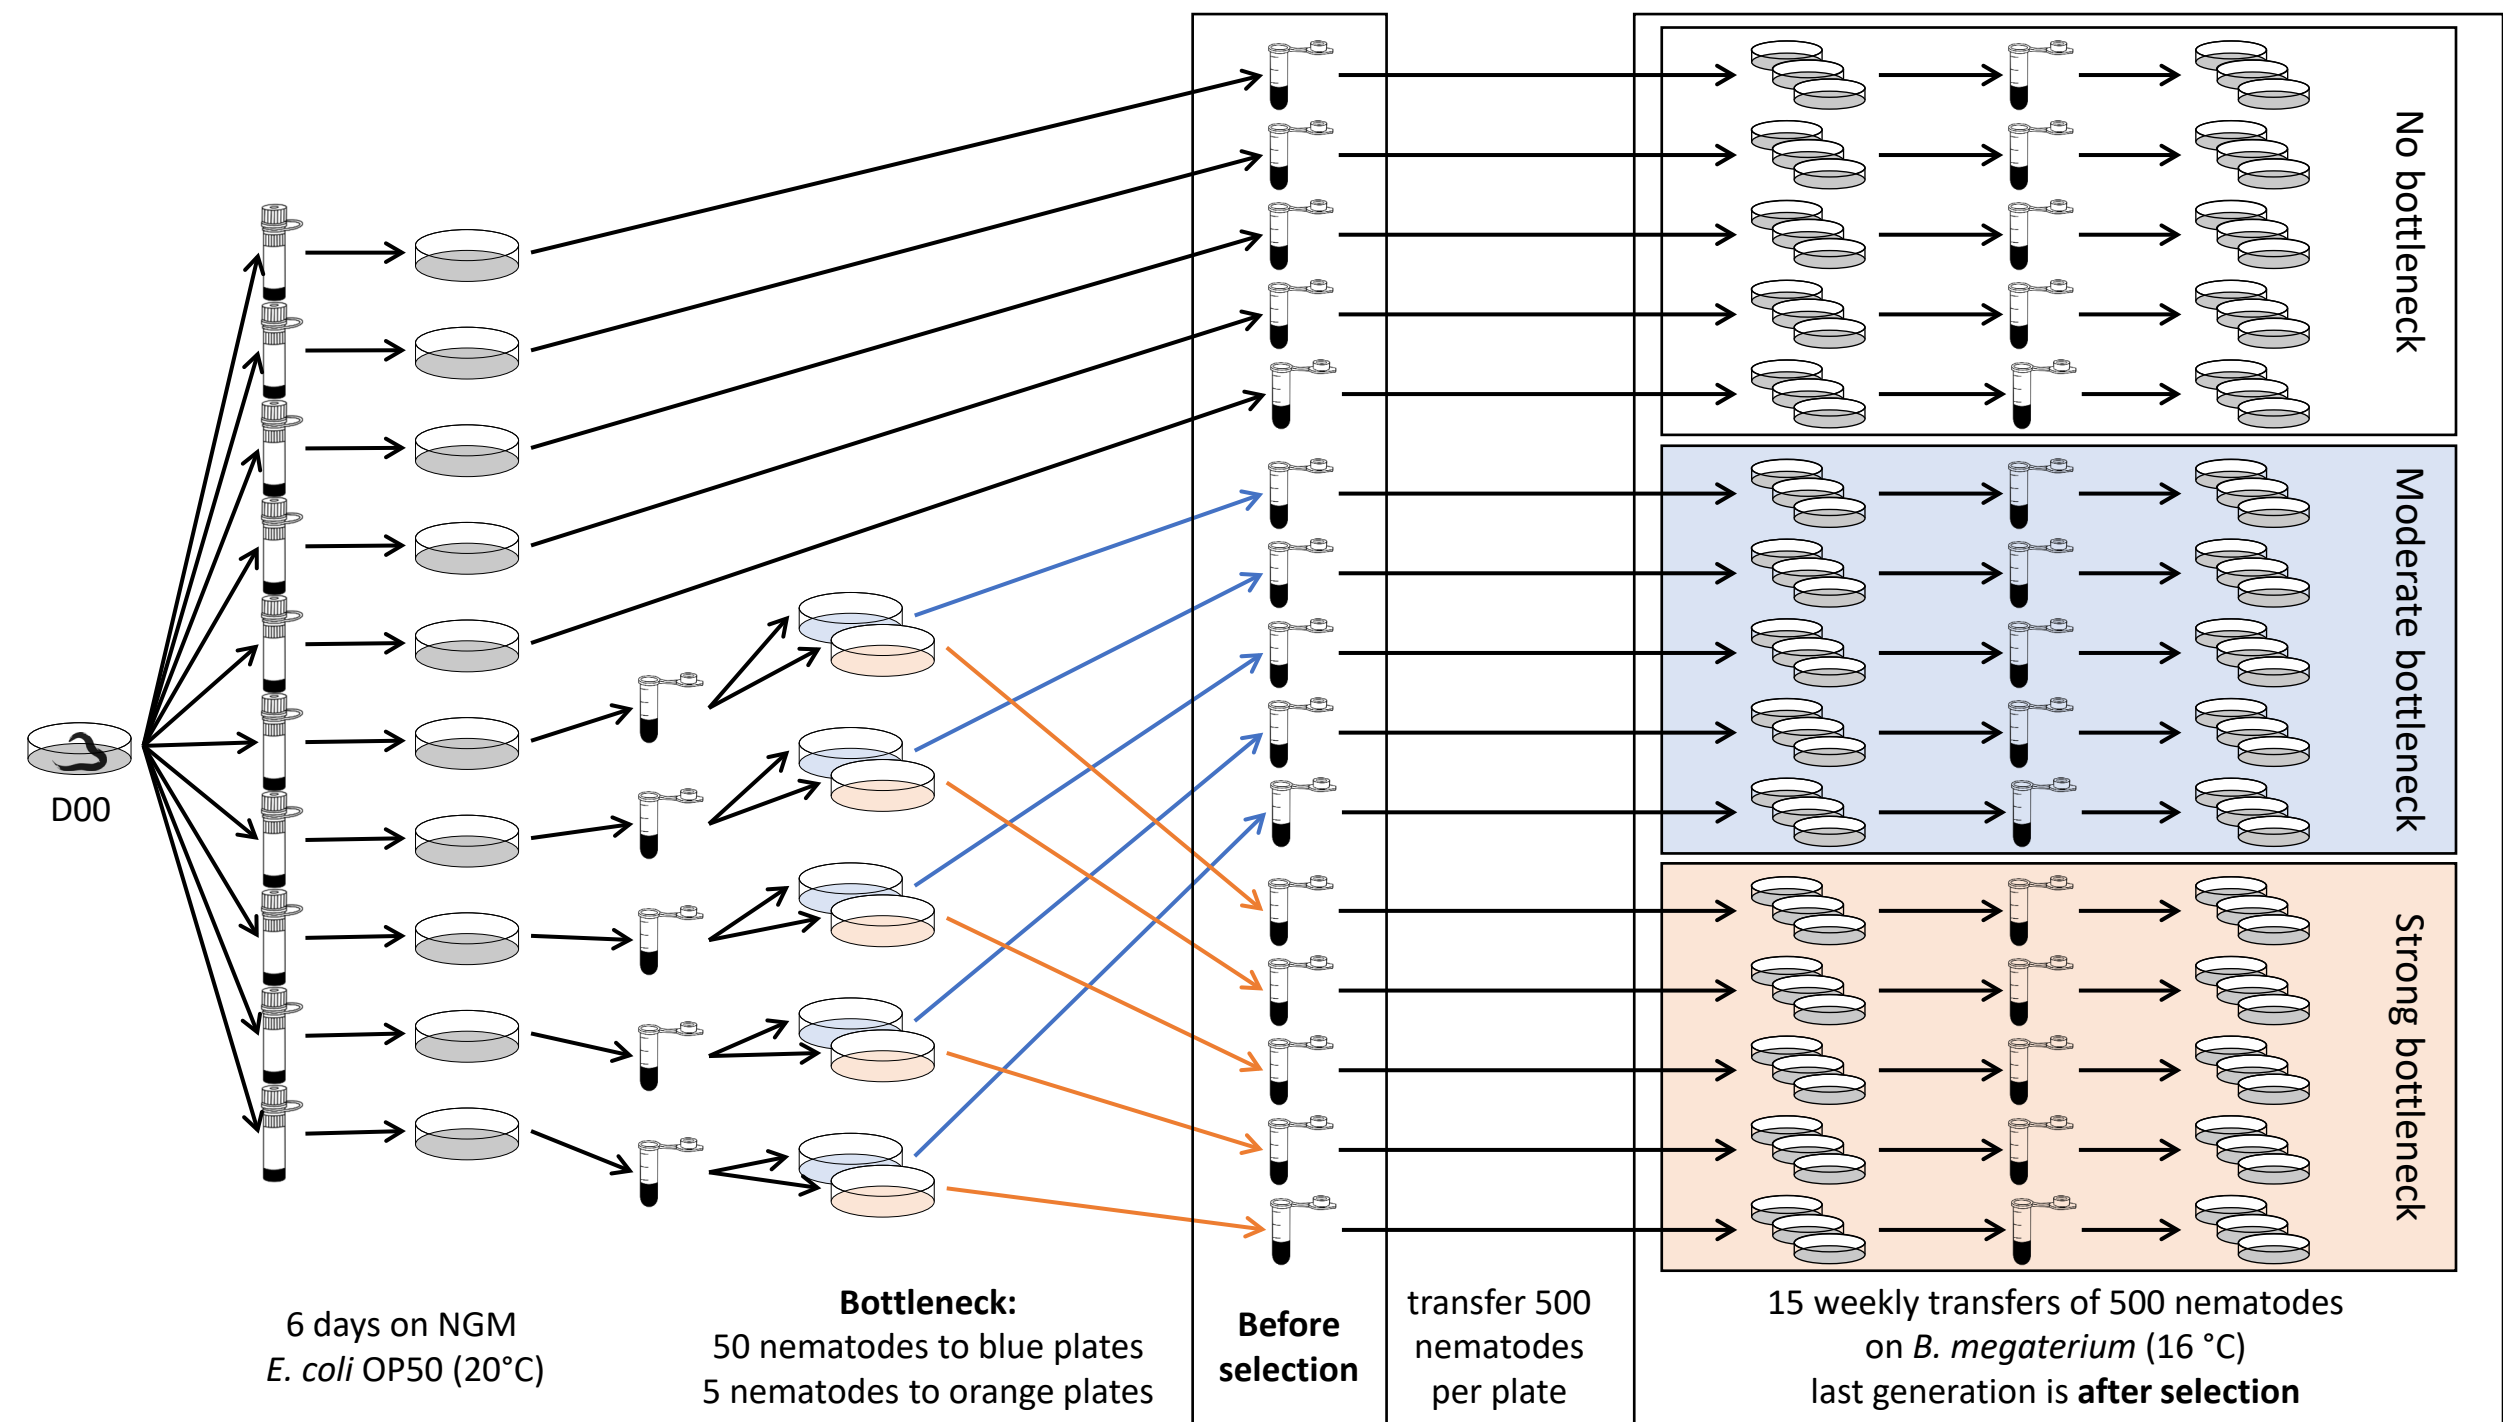 No bottleneck
Moderate bottleneck
Strong bottleneck
D00
6 days on NGM
E. coli OP50 (20°C)
Bottleneck:
50 nematodes to blue plates
5 nematodes to orange plates
Before
selection
transfer 500
nematodes
per plate
15 weekly transfers of 500 nematodes
on B. megaterium (16 °C)
last generation is after selection